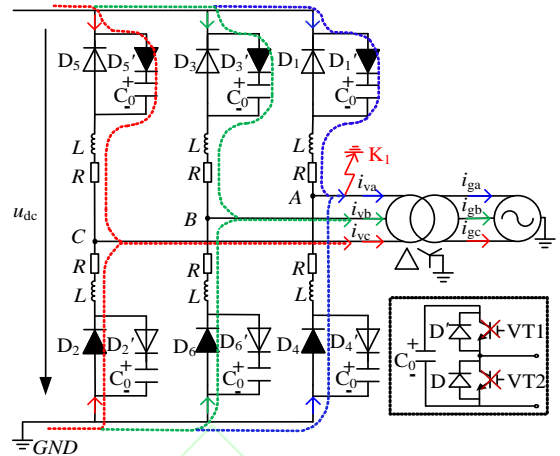 D5 D5′ D3 D3′ D1 D1′
+ + +
C0 C0 C0
- - -
L L L
R R R
K1
A iva iga
udc B ivb igb
C ivc igc
R R R
L L L
D2 D2′ D6 D6′ D4 D4′
+ + +
C0 C0 C0
- - -
D′ VT1
+
C0
-
D VT2
GND